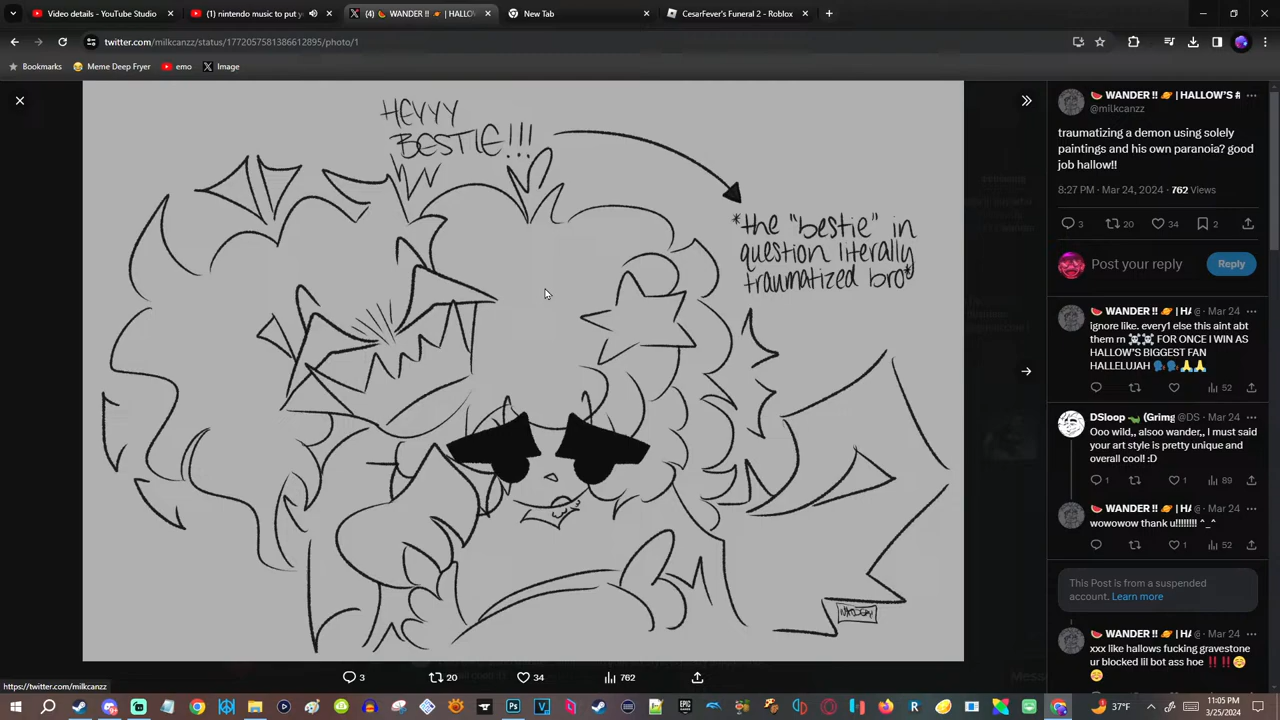 Video details - YouTube Studio
(1) nintendo music to put y
(4) 🍉 WANDER !! 🪐 | HALLOW
New Tab
CesarFever's Funeral 2 - Roblox
twitter.com/milkcanzz/status/1772057581386612895/photo/1
Bookmarks
Meme Deep Fryer
emo
Image
HEYYY
BESTIE!!!
*the "bestie" in
question literally
traumatized bro*
3
20
34
762
https://twitter.com/milkcanzz
🍉 WANDER !! 🪐 | HALLOW'S #
@milkcanzz
traumatizing a demon using solely
paintings and his own paranoia? good
job hallow!!
8:27 PM · Mar 24, 2024 · 762 Views
3 20 34 2
Post your reply
Reply
🍉 WANDER !! 🪐 | HA @ · Mar 24
ignore like. every1 else this aint abt
them rn ☠️☠️ FOR ONCE I WIN AS
HALLOW'S BIGGEST FAN
HALLELUJAH 🗣️🗣️🙏🙏
52
DSloop 🐊 (Grimg @DS · Mar 24
Ooo wild,, alsoo wander,, I must said
your art style is pretty unique and
overall cool! :D
1 1 89
🍉 WANDER !! 🪐 | HA @ · Mar 24
wowowow thank u!!!!!!!! ^_^
1 52
This Post is from a suspended
account. Learn more
🍉 WANDER !! 🪐 | HA @ · Mar 24
xxx like hallows fucking gravestone
ur blocked lil bot ass hoe ‼️‼️😊
😊
37°F
11:05 PM
3/25/2024